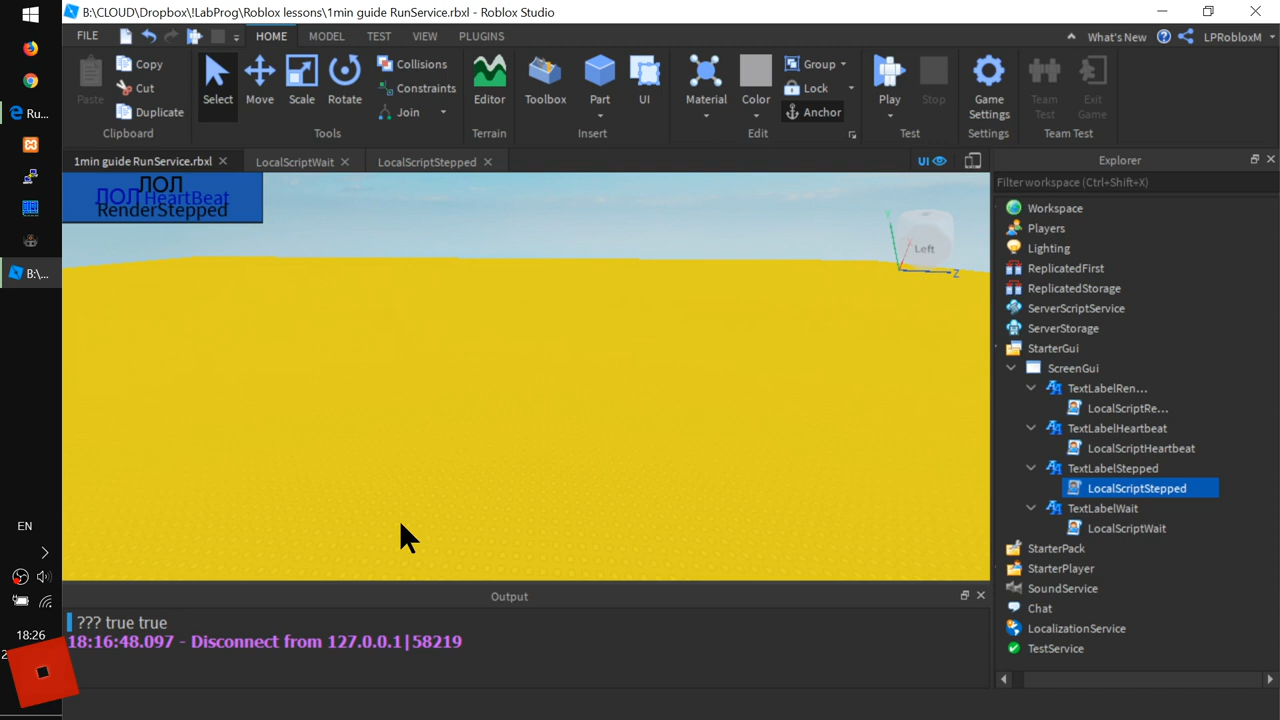 B:\CLOUD\Dropbox\!LabProg\Roblox lessons\1min guide RunService.rbxl - Roblox Studio
FILE HOME MODEL TEST VIEW PLUGINS What's New LPRobloxM
Paste Copy Cut Duplicate Select Move Scale Rotate Collisions Constraints Join Editor Toolbox Part UI Material Color Group Lock Anchor Play Stop Game Settings Team Test Exit Game
Clipboard Tools Terrain Insert Edit Test Settings Team Test
1min guide RunService.rbxl LocalScriptWait LocalScriptStepped UI Explorer
Filter workspace (Ctrl+Shift+X)
ЛОЛ
ЛОЛ HeartBeat
RenderStepped
Left
Y
Z
Workspace
Players
Lighting
ReplicatedFirst
ReplicatedStorage
ServerScriptService
ServerStorage
StarterGui
ScreenGui
TextLabelRen...
LocalScriptRe...
TextLabelHeartbeat
LocalScriptHeartbeat
TextLabelStepped
LocalScriptStepped
TextLabelWait
LocalScriptWait
StarterPack
StarterPlayer
SoundService
Chat
LocalizationService
TestService
Output
??? true true
18:16:48.097 - Disconnect from 127.0.0.1|58219
Ru...
B:\...
EN
18:26